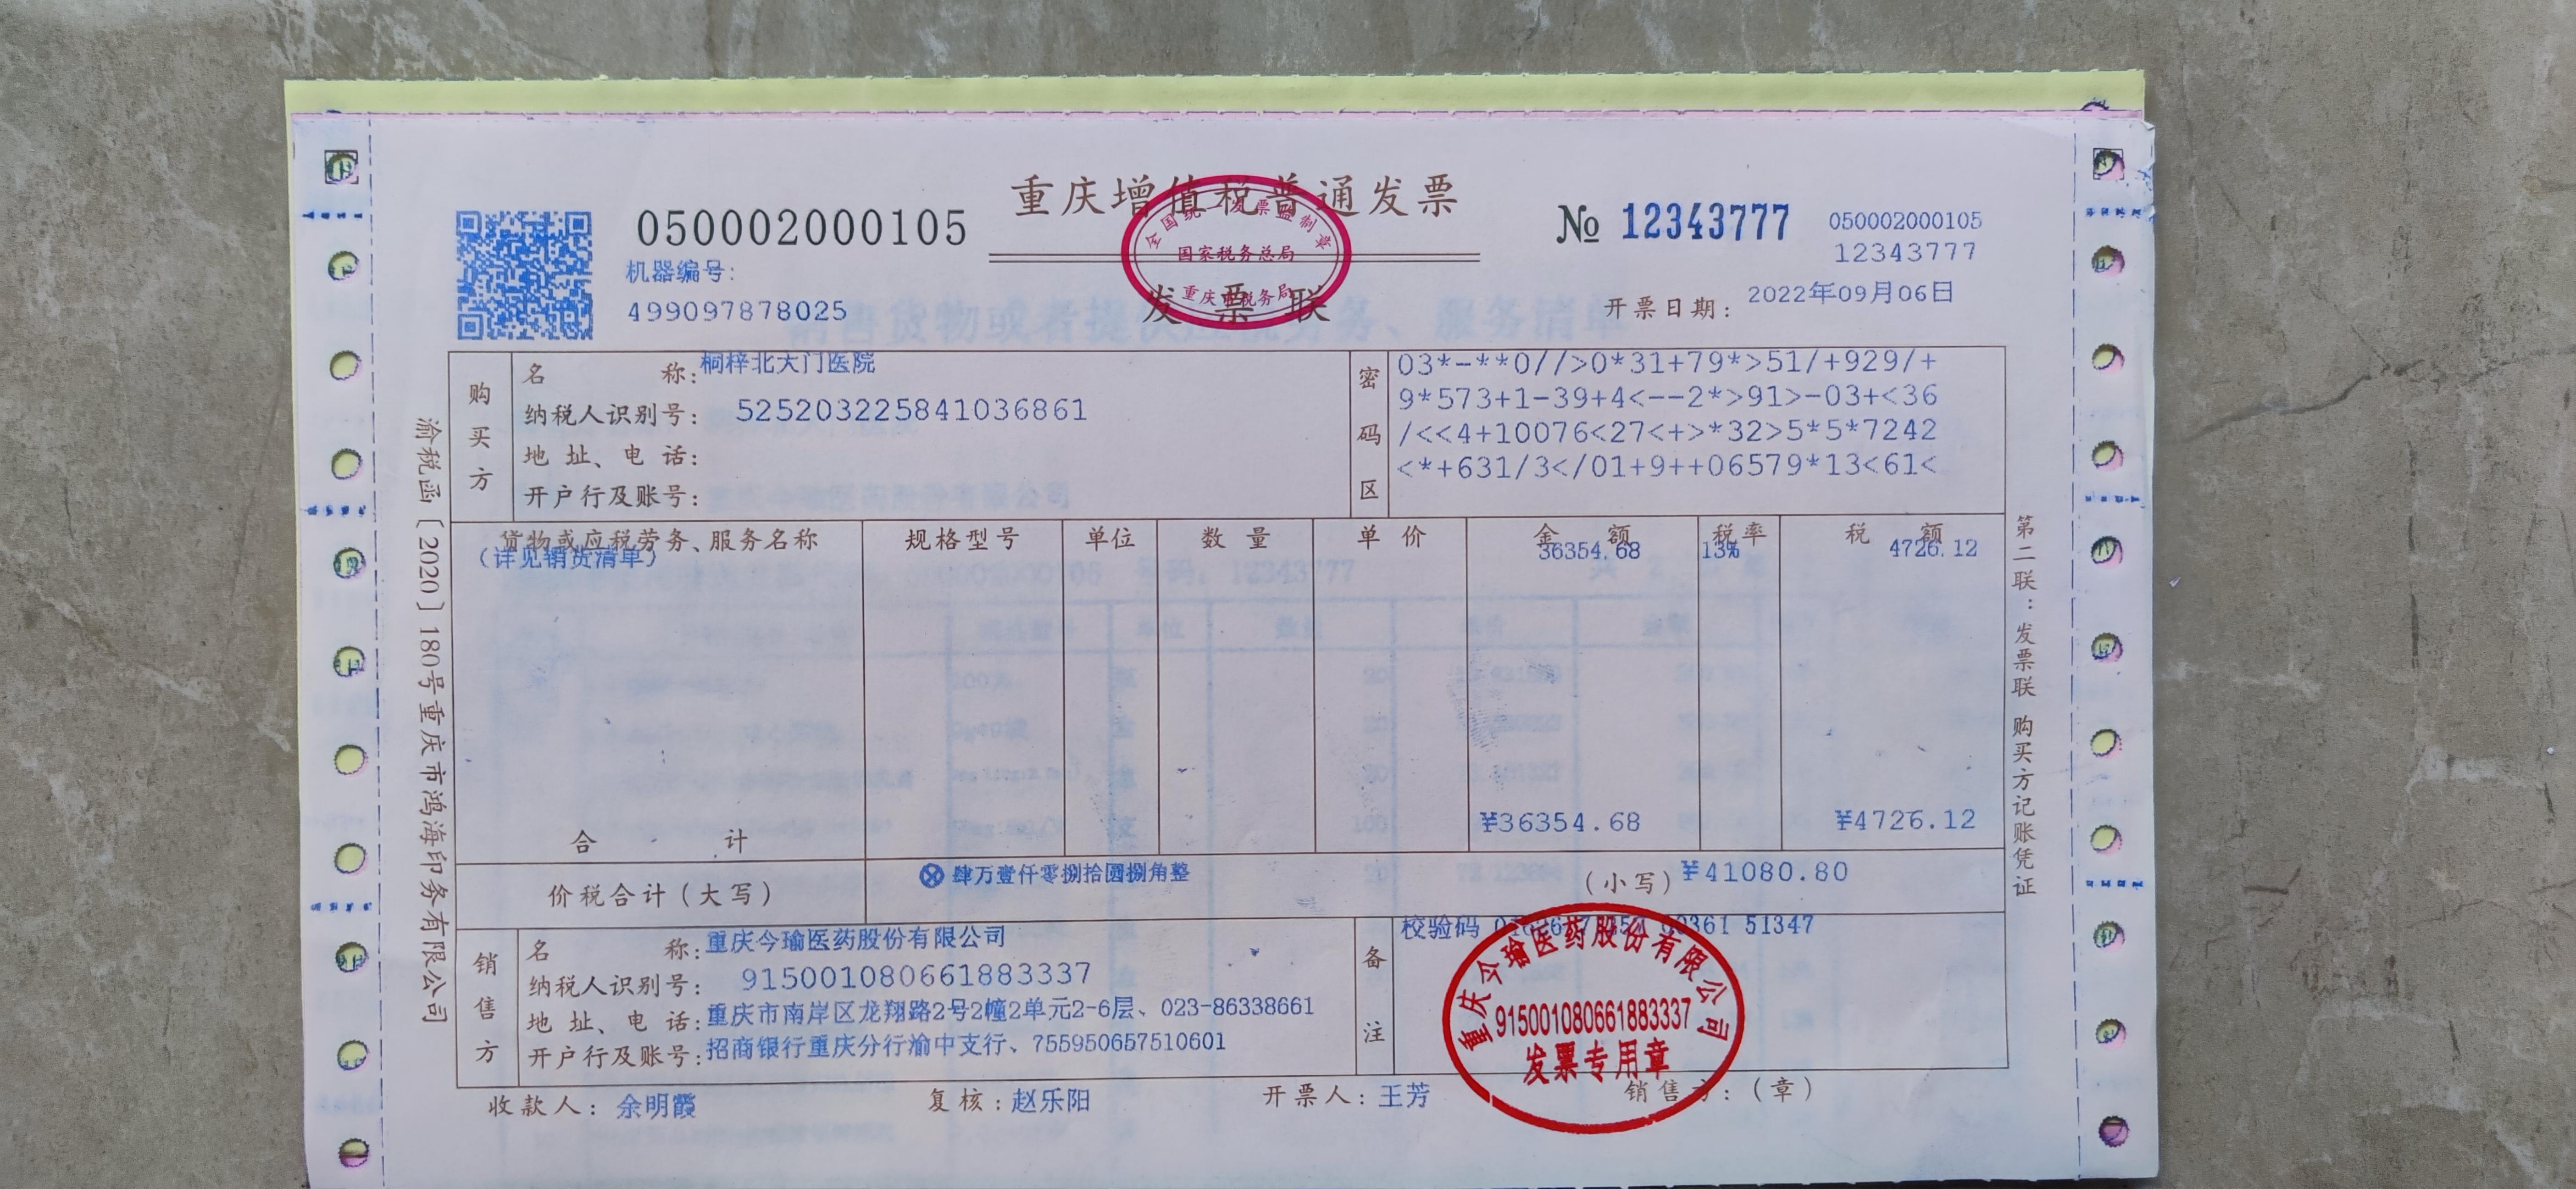 重庆增值税普通发票
050002000105
№ 12343777
050002000105
12343777
机器编号:
499097878025
全国统一发票监制章
国家税务总局
重庆市税务局
发票联
开票日期: 2022年09月06日
购买方
名称: 桐梓北大门医院
纳税人识别号: 525203225841036861
地址、电话:
开户行及账号:
密码区
03*-**0//>0*31+79*>51/+929/+
9*573+1-39+4<--2*>91>-03+<36
/<<4+10076<27<+>*32>5*5*7242
<*+631/3</01+9++06579*13<61<
货物或应税劳务、服务名称 规格型号 单位 数量 单价 金额 税率 税额
(详见销货清单) 36354.68 13% 4726.12
合计 ¥36354.68 ¥4726.12
价税合计(大写) ⊗肆万壹仟零捌拾圆捌角整 (小写) ¥41080.80
销售方
名称: 重庆今瑜医药股份有限公司
纳税人识别号: 915001080661883337
地址、电话: 重庆市南岸区龙翔路2号2幢2单元2-6层、023-86338661
开户行及账号: 招商银行重庆分行渝中支行、755950657510601
备注
校验码 51347
重庆今瑜医药股份有限公司
915001080661883337
发票专用章
收款人: 余明霞 复核: 赵乐阳 开票人: 王芳 销售方: (章)
渝税函〔2020〕180号重庆市鸿海印务有限公司
第二联:发票联 购买方记账凭证